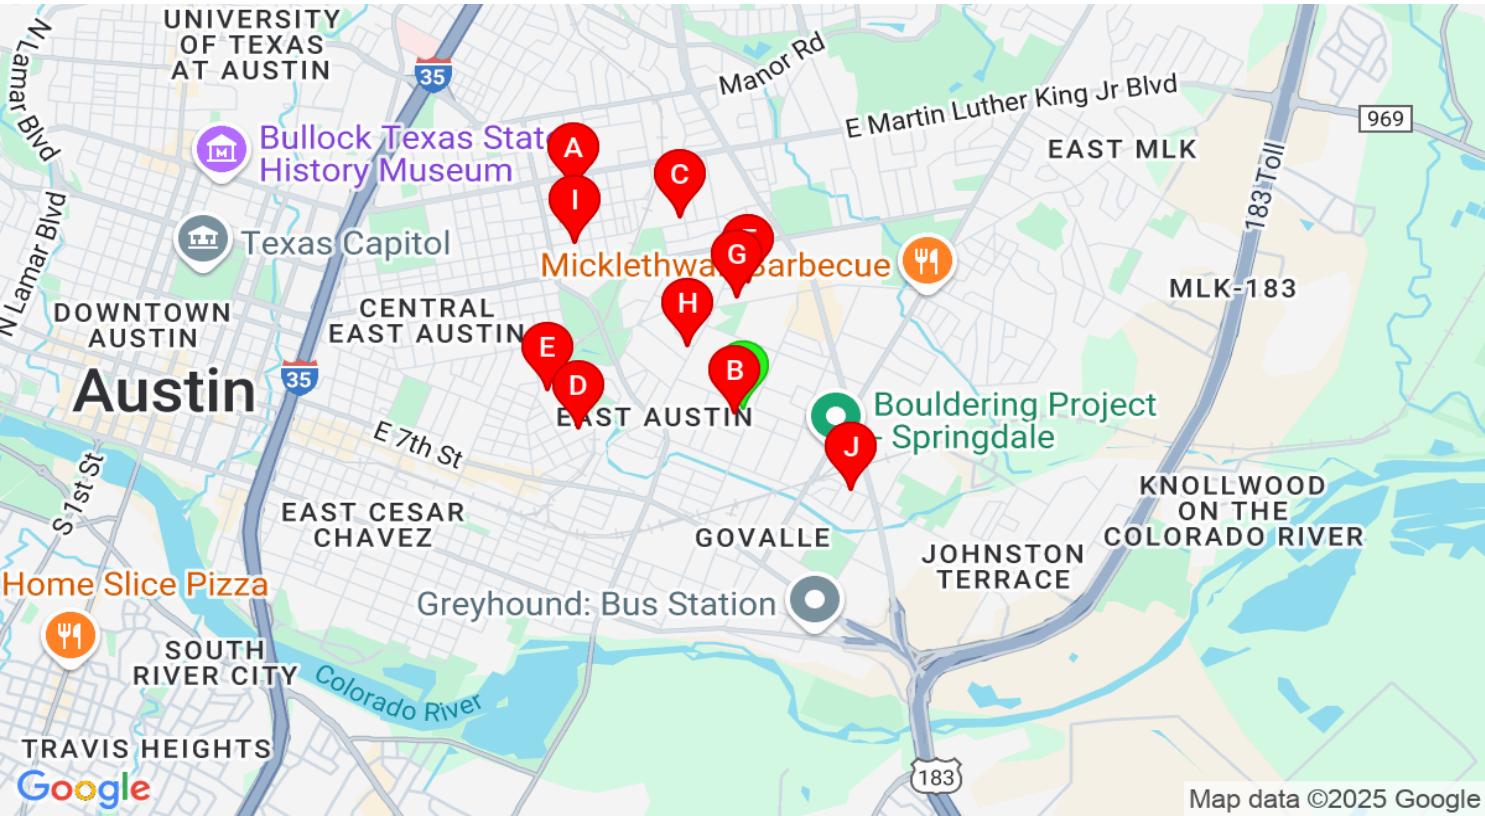 UNIVERSITY
OF TEXAS
AT AUSTIN
N Lamar Blvd
35
Manor Rd
E Martin Luther King Jr Blvd
969
EAST MLK
183 Toll
Bullock Texas State
History Museum
A
C
I
Texas Capitol
G
Micklethwait Barbecue
N Lamar Blvd
MLK-183
DOWNTOWN
AUSTIN
CENTRAL
EAST AUSTIN
H
E
D
B
35
Austin
EAST AUSTIN
Bouldering Project
- Springdale
J
E 7th St
S 1st St
EAST CESAR
CHAVEZ
GOVALLE
KNOLLWOOD
ON THE
COLORADO RIVER
JOHNSTON
TERRACE
Home Slice Pizza
Greyhound: Bus Station
SOUTH
RIVER CITY
Colorado River
TRAVIS HEIGHTS
183
Google
Map data ©2025 Google